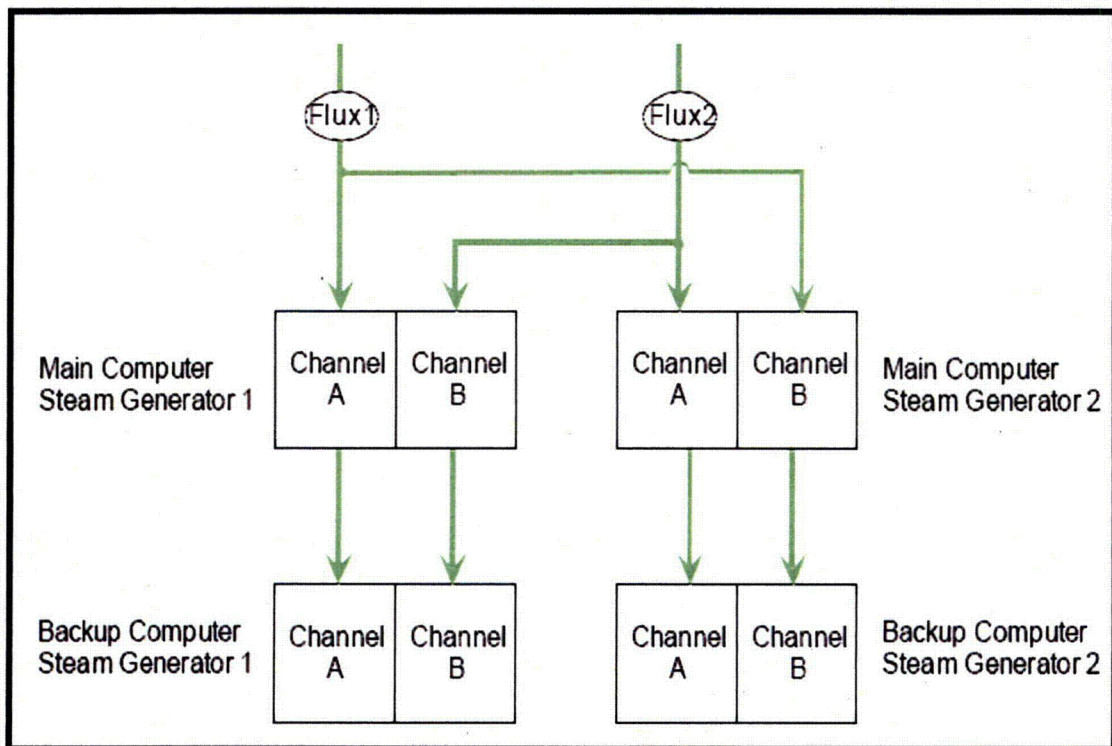 Flux1
Flux2
Main Computer
Steam Generator 1
Channel
A
Channel
B
Channel
A
Channel
B
Main Computer
Steam Generator 2
Backup Computer
Steam Generator 1
Channel
A
Channel
B
Channel
A
Channel
B
Backup Computer
Steam Generator 2